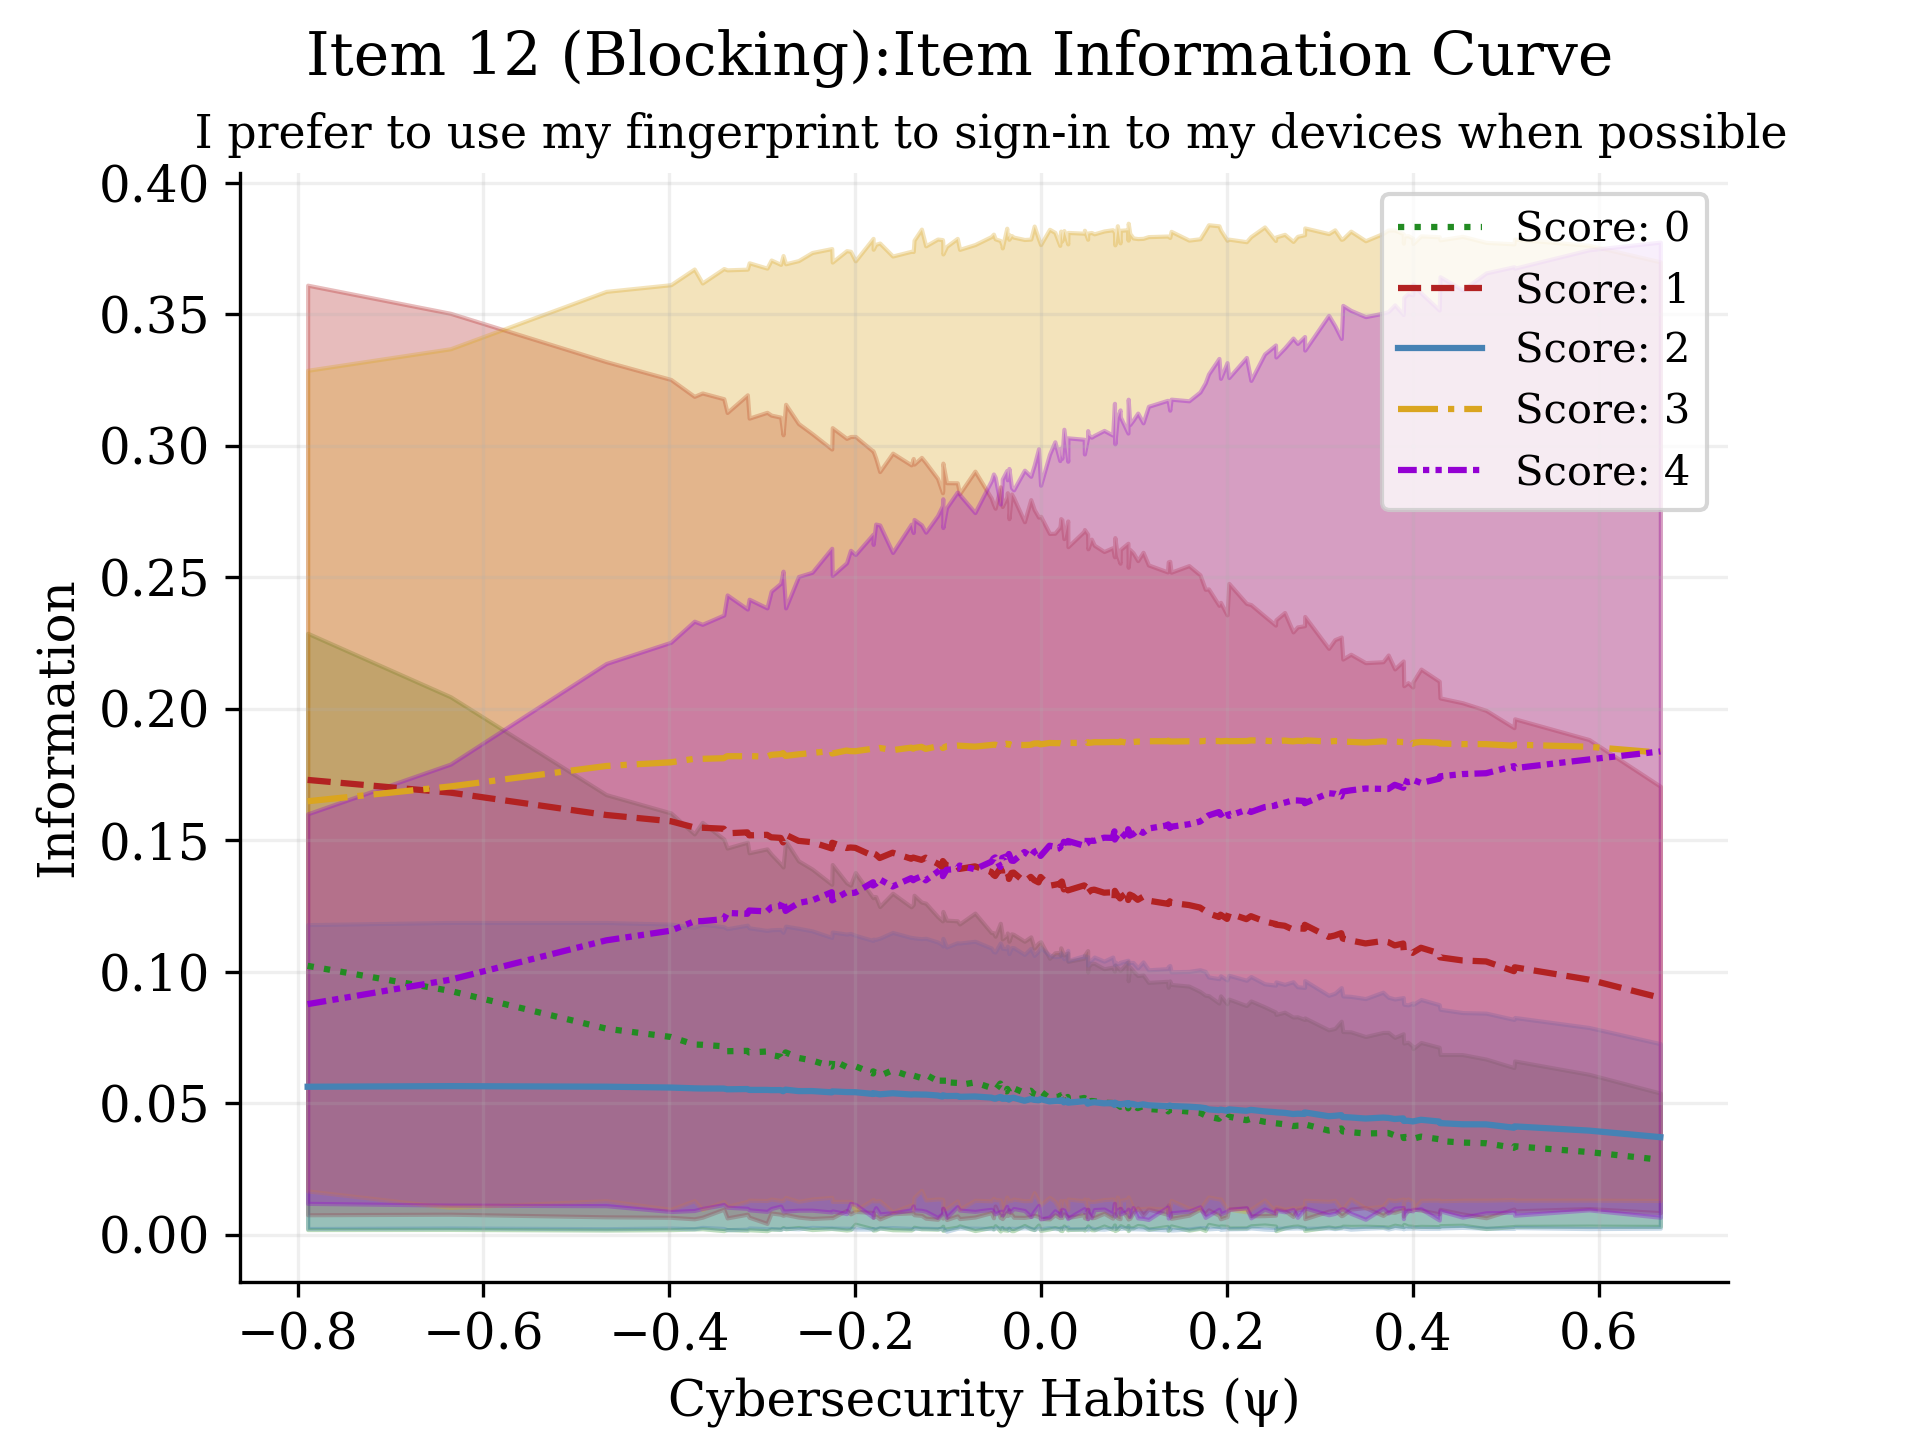 Item 12 (Blocking):Item Information Curve
I prefer to use my fingerprint to sign-in to my devices when possible
0.40
0.35
0.30
0.25
0.20
0.15
0.10
0.05
0.00
Information
Score: 0
Score: 1
Score: 2
Score: 3
Score: 4
−0.8
−0.6
−0.4
−0.2
0.0
0.2
0.4
0.6
Cybersecurity Habits (ψ)